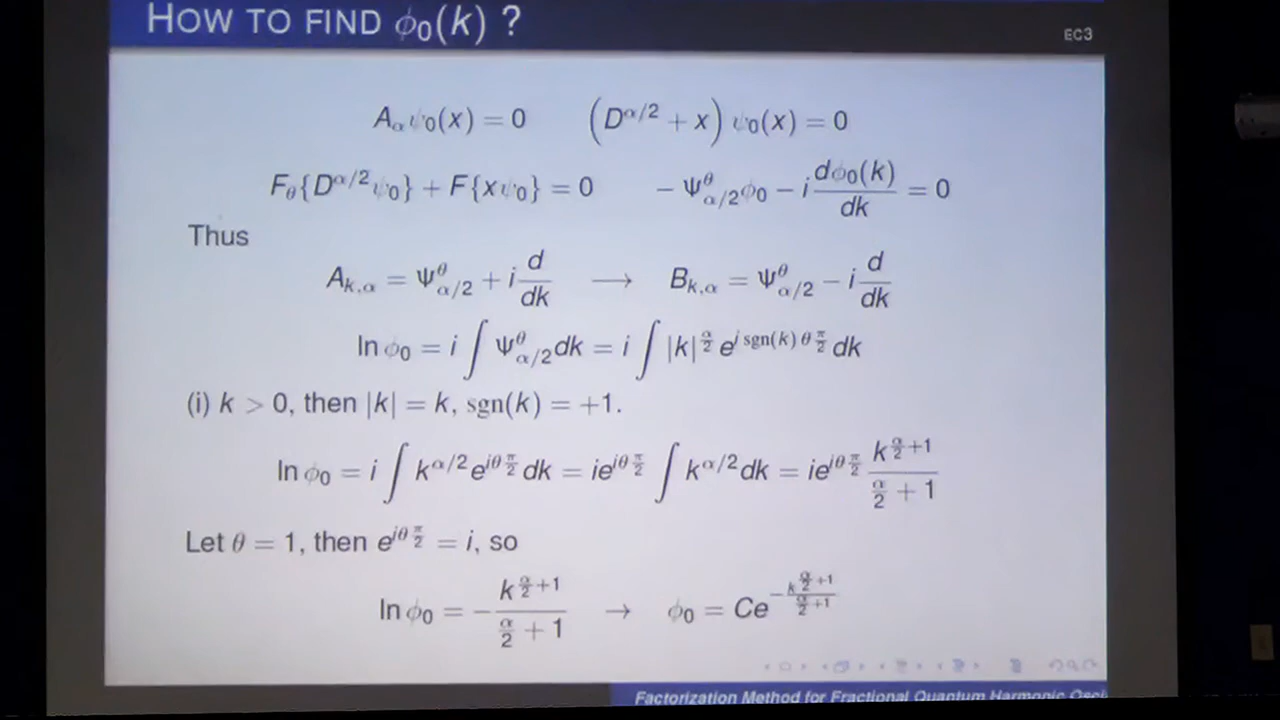 HOW TO FIND ϕ₀(k) ?
EC3
A_α ψ₀(x) = 0    (D^{α/2} + x) ψ₀(x) = 0
F_θ{D^{α/2}ψ₀} + F{xψ₀} = 0    − Ψ^θ_{α/2}ϕ₀ − i dϕ₀(k)/dk = 0
Thus
A_{k,α} = Ψ^θ_{α/2} + i d/dk  ⟶  B_{k,α} = Ψ^θ_{α/2} − i d/dk
ln ϕ₀ = i ∫ Ψ^θ_{α/2} dk = i ∫ |k|^{α/2} e^{i sgn(k) θ π/2} dk
(i) k > 0, then |k| = k, sgn(k) = +1.
ln ϕ₀ = i ∫ k^{α/2} e^{iθ π/2} dk = ie^{iθ π/2} ∫ k^{α/2} dk = ie^{iθ π/2} k^{α/2 +1}/(α/2 + 1)
Let θ = 1, then e^{iθ π/2} = i, so
ln ϕ₀ = − k^{α/2 +1}/(α/2 + 1)  →  ϕ₀ = Ce^{− k^{α/2 +1}/(α/2 +1)}
Factorization Method for Fractional Quantum Harmonic Osci